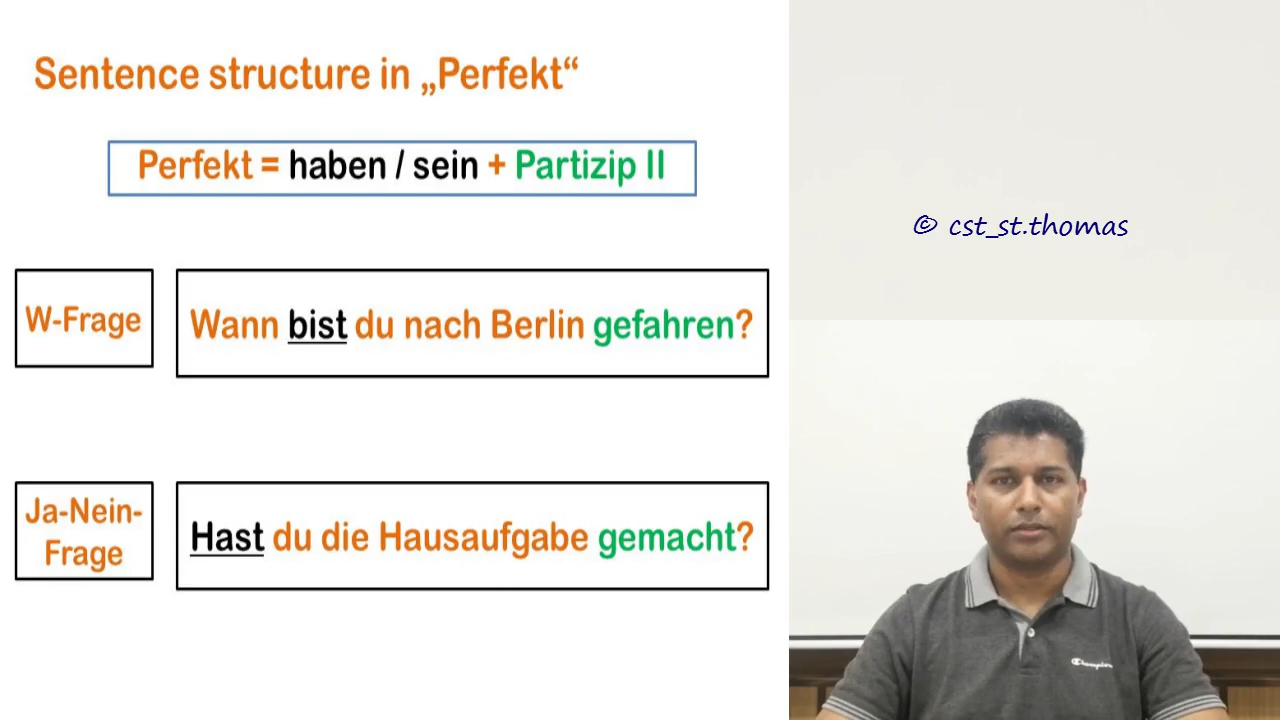 Sentence structure in „Perfekt“
Perfekt = haben / sein + Partizip II
W-Frage
Wann bist du nach Berlin gefahren?
Ja-Nein-
Frage
Hast du die Hausaufgabe gemacht?
© cst_st.thomas
Champion